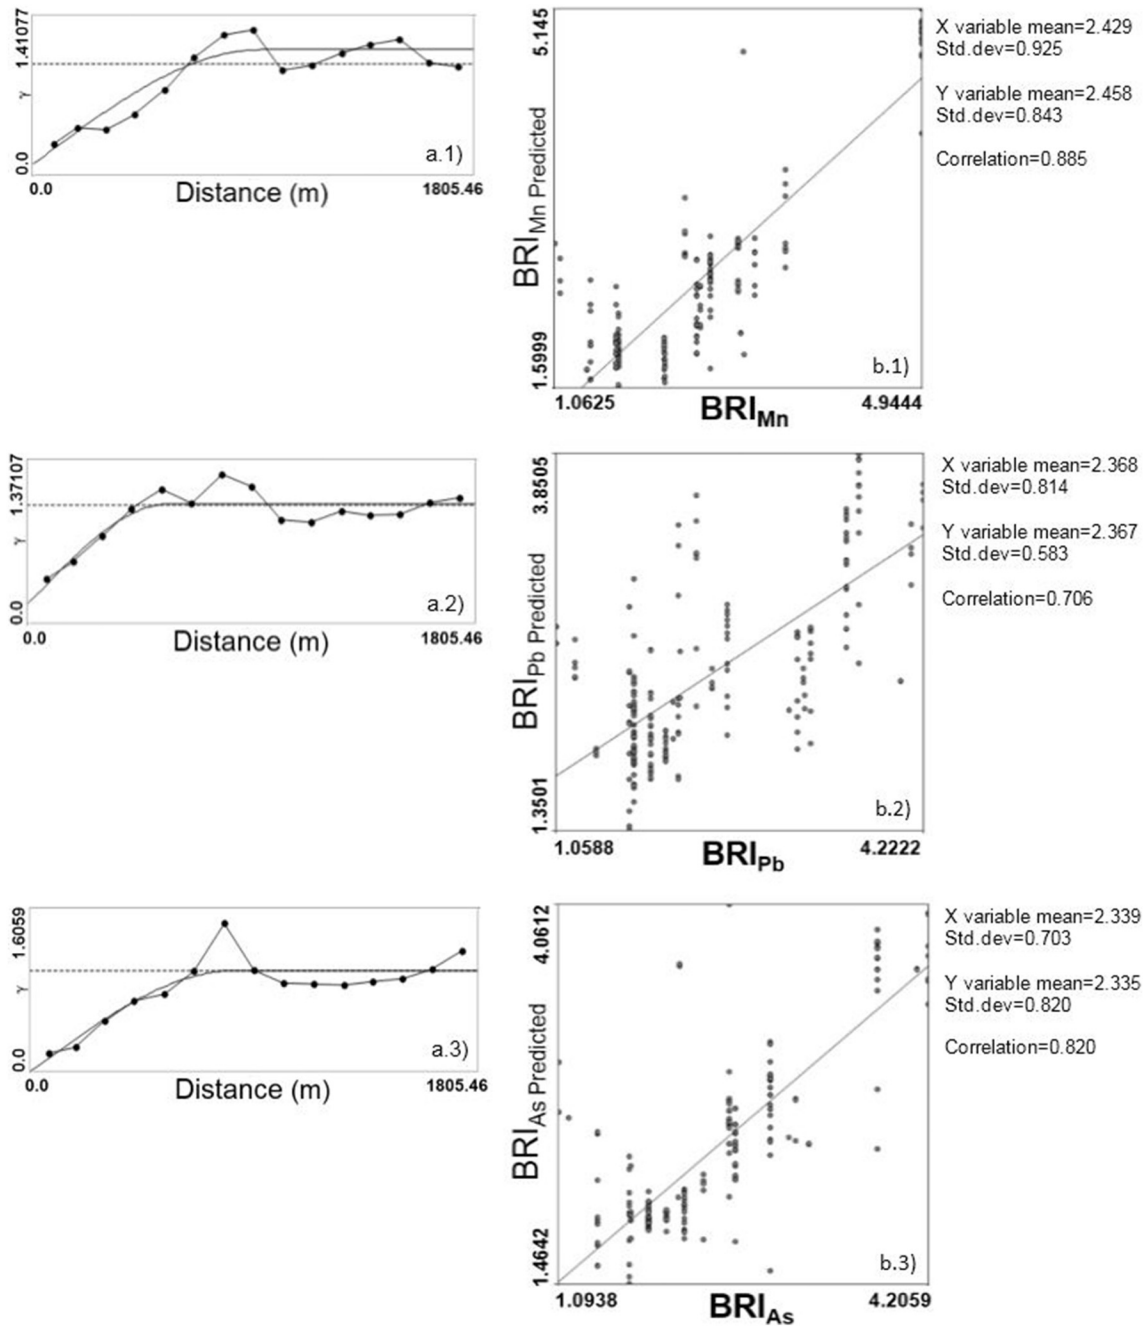 1.41077
γ
0.0
a.1)
0.0
Distance (m)
1805.46
5.145
BRIMn Predicted
1.5999
b.1)
1.0625
BRIMn
4.9444
X variable mean=2.429
Std.dev=0.925
Y variable mean=2.458
Std.dev=0.843
Correlation=0.885
1.37107
γ
0.0
a.2)
0.0
Distance (m)
1805.46
3.8505
BRIPb Predicted
1.3501
b.2)
1.0588
BRIPb
4.2222
X variable mean=2.368
Std.dev=0.814
Y variable mean=2.367
Std.dev=0.583
Correlation=0.706
1.6059
γ
0.0
a.3)
0.0
Distance (m)
1805.46
4.0612
BRIAs Predicted
1.4642
b.3)
1.0938
BRIAs
4.2059
X variable mean=2.339
Std.dev=0.703
Y variable mean=2.335
Std.dev=0.820
Correlation=0.820